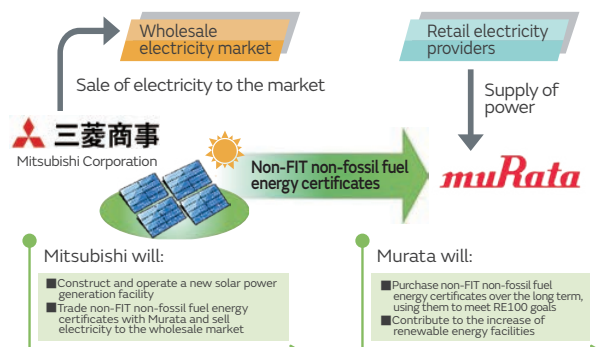 Wholesale
electricity market
Retail electricity
providers
Sale of electricity to the market
Supply of
power
三菱商事
Mitsubishi Corporation
Non-FIT non-fossil fuel
energy certificates
muRata
Mitsubishi will:
■Construct and operate a new solar power
generation facility
■Trade non-FIT non-fossil fuel energy
certificates with Murata and sell
electricity to the wholesale market
Murata will:
■Purchase non-FIT non-fossil fuel
energy certificates over the long term,
using them to meet RE100 goals
■Contribute to the increase of
renewable energy facilities